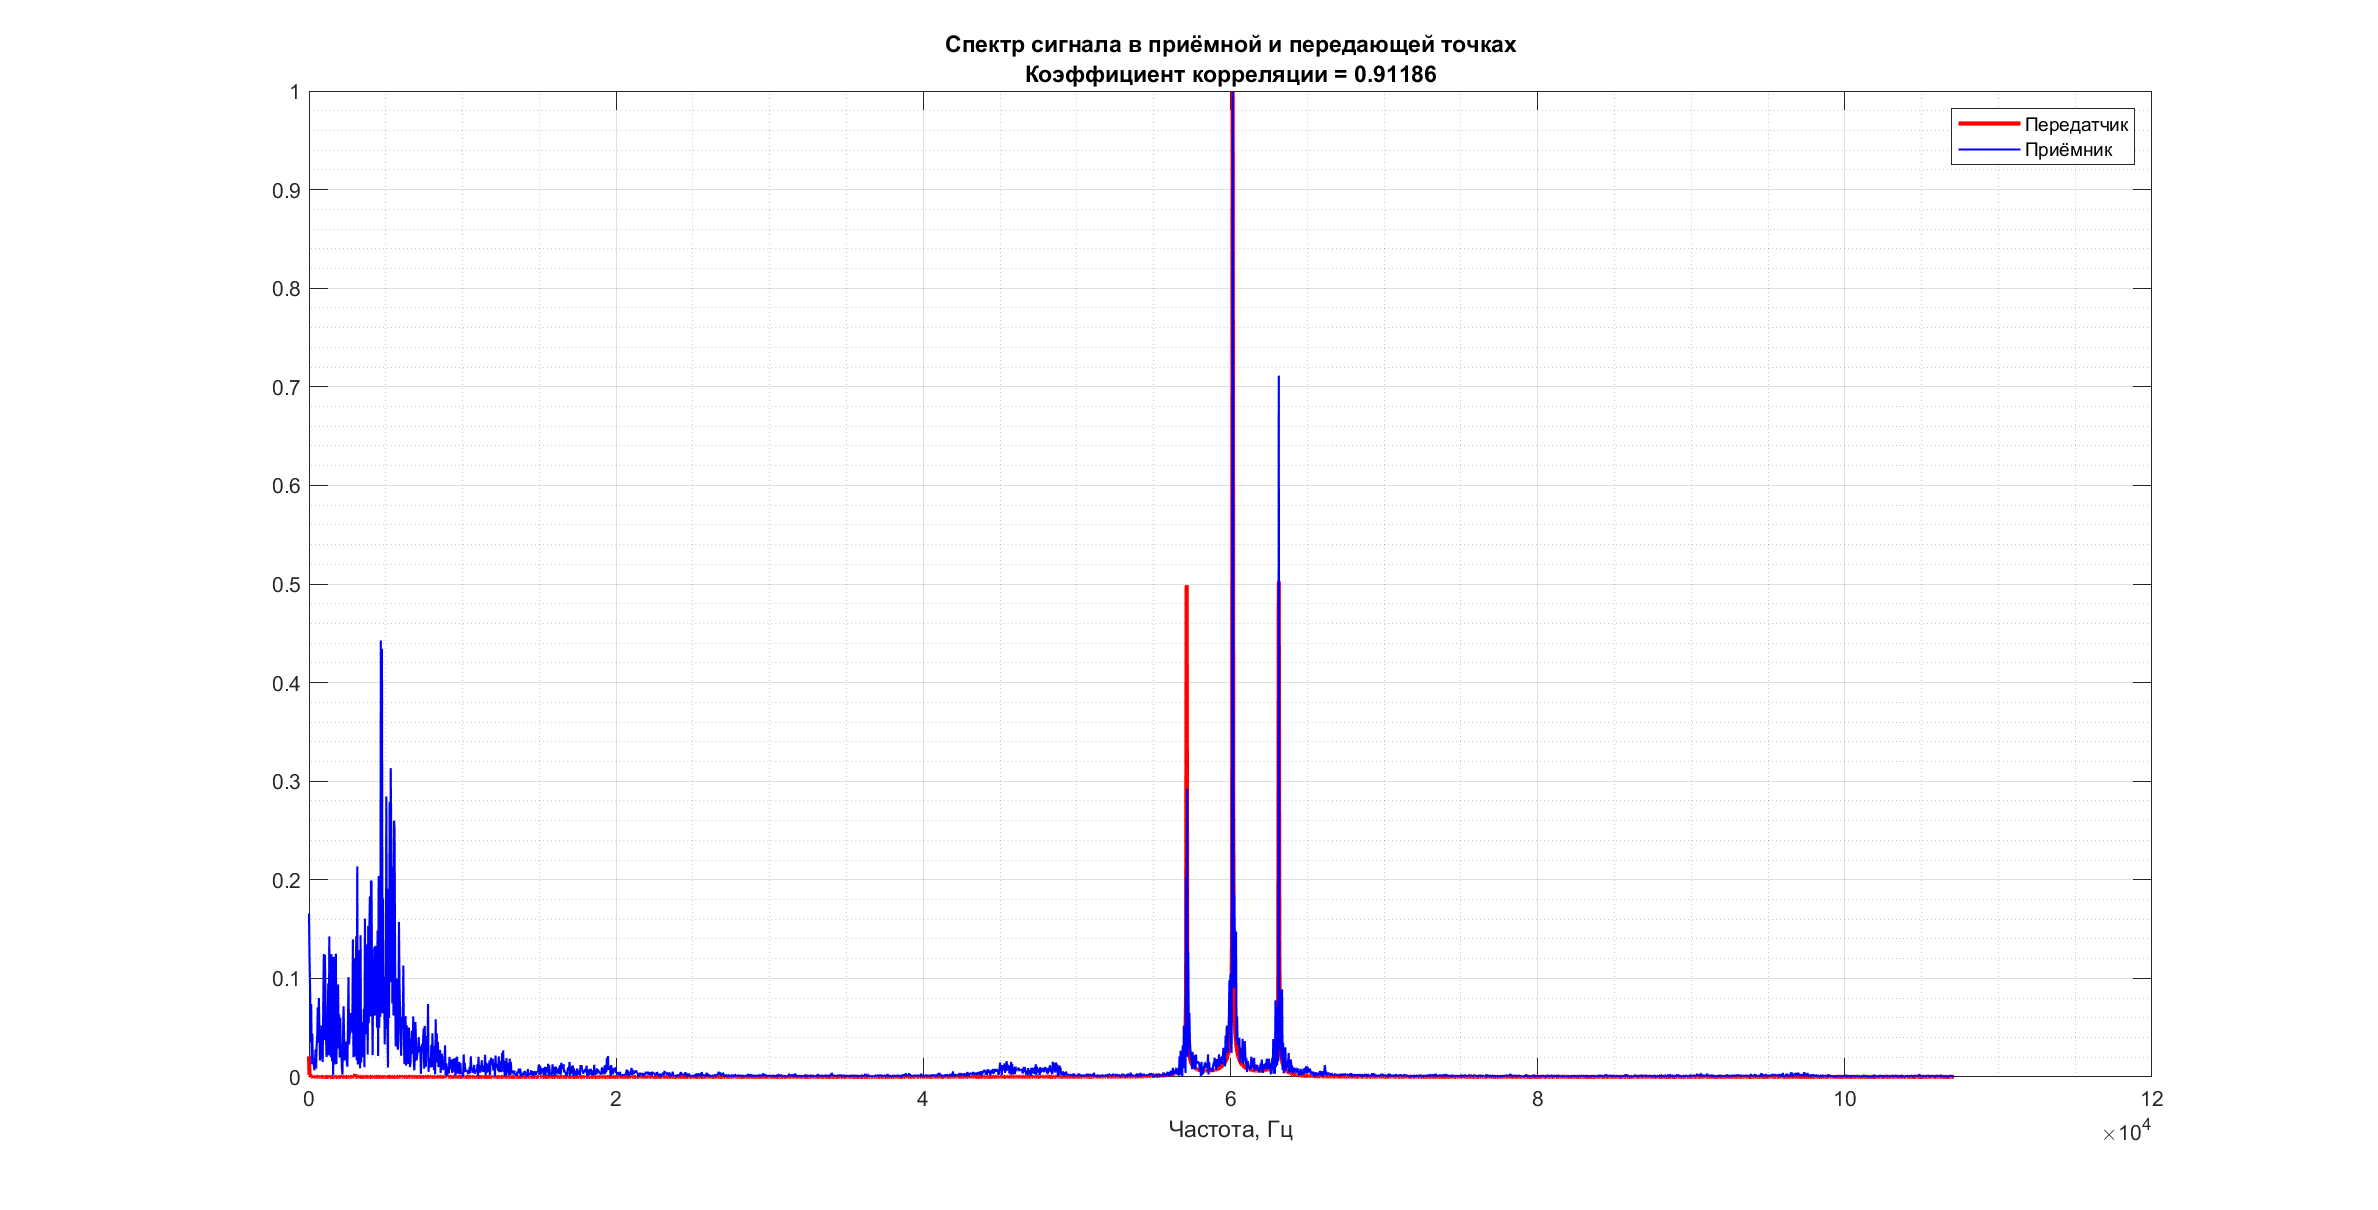 Спектр сигнала в приёмной и передающей точках
Коэффициент корреляции = 0.91186
Передатчик
Приёмник
1
0.9
0.8
0.7
0.6
0.5
0.4
0.3
0.2
0.1
0
0 2 4 6 8 10 12
Частота, Гц
×10⁴